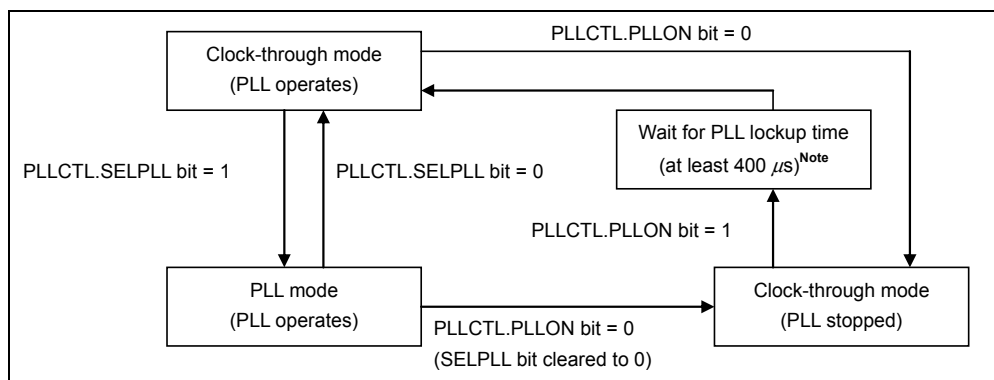 PLLCTL.PLLON bit = 0
Clock-through mode
(PLL operates)
Wait for PLL lockup time
(at least 400 μs)Note
PLLCTL.SELPLL bit = 1
PLLCTL.SELPLL bit = 0
PLLCTL.PLLON bit = 1
PLL mode
(PLL operates)
Clock-through mode
(PLL stopped)
PLLCTL.PLLON bit = 0
(SELPLL bit cleared to 0)